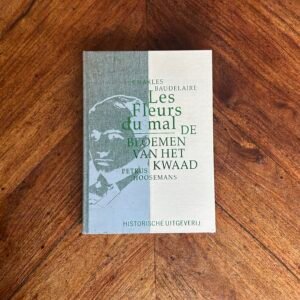 CHARLES
BAUDELAIRE
Les
Fleurs
du mal
DE
BLOEMEN
VAN HET
KWAAD
PETRUS
HOOSEMANS
HISTORISCHE UITGEVERIJ